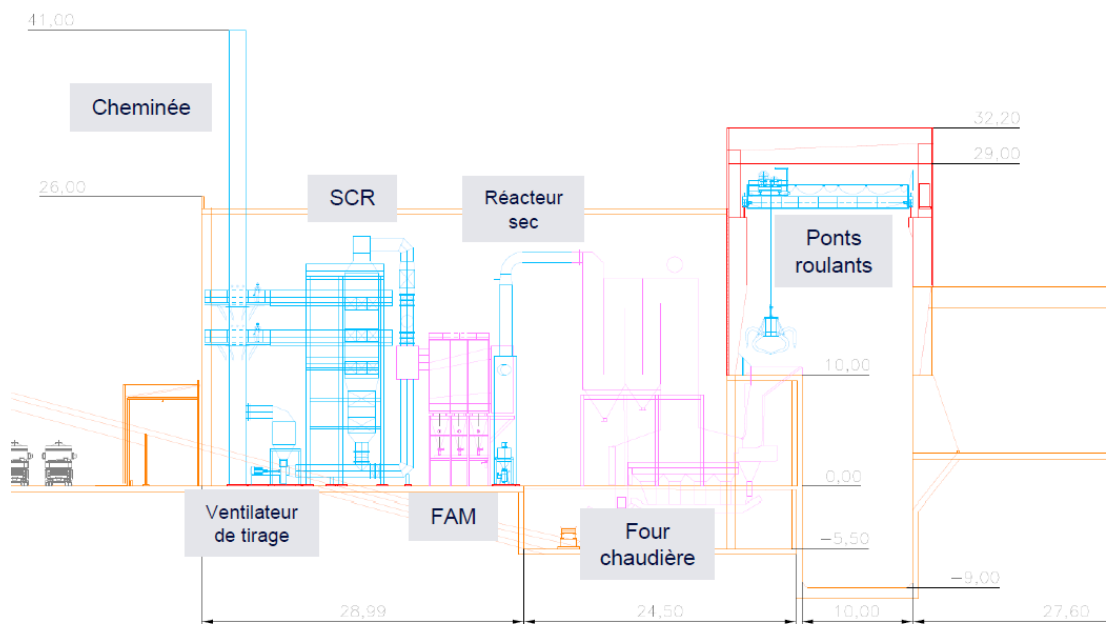 41,00
Cheminée
32,20
29,00
26,00
SCR
Réacteur
sec
Ponts
roulants
10,00
0,00
Ventilateur
de tirage
FAM
Four
chaudière
-5,50
-9,00
28,99
24,50
10,00
27,60